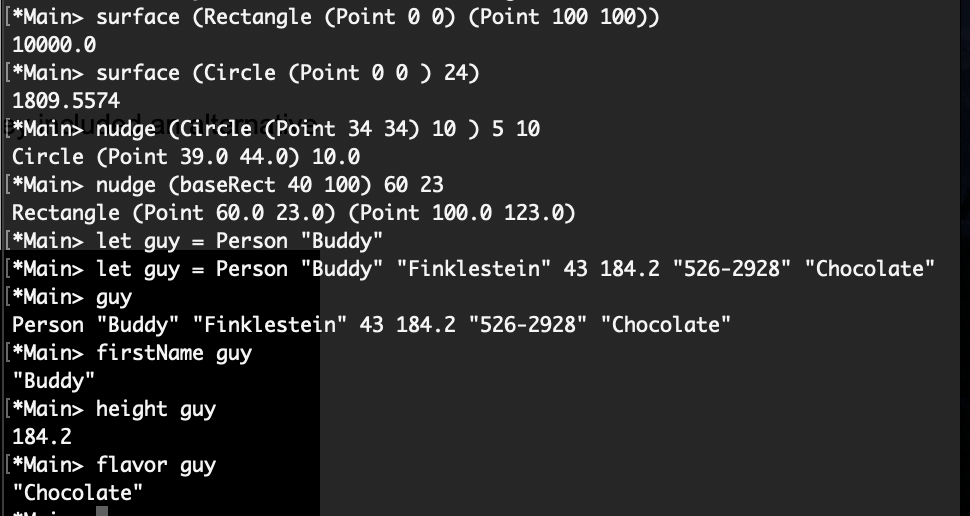 [*Main> surface (Rectangle (Point 0 0) (Point 100 100))
10000.0
[*Main> surface (Circle (Point 0 0 ) 24)
1809.5574
[*Main> nudge (Circle (Point 34 34) 10 ) 5 10
included an alternative
Circle (Point 39.0 44.0) 10.0
[*Main> nudge (baseRect 40 100) 60 23
Rectangle (Point 60.0 23.0) (Point 100.0 123.0)
[*Main> let guy = Person "Buddy"
[*Main> let guy = Person "Buddy" "Finklestein" 43 184.2 "526-2928" "Chocolate"
[*Main> guy
Person "Buddy" "Finklestein" 43 184.2 "526-2928" "Chocolate"
[*Main> firstName guy
"Buddy"
[*Main> height guy
184.2
[*Main> flavor guy
"Chocolate"
*Main>